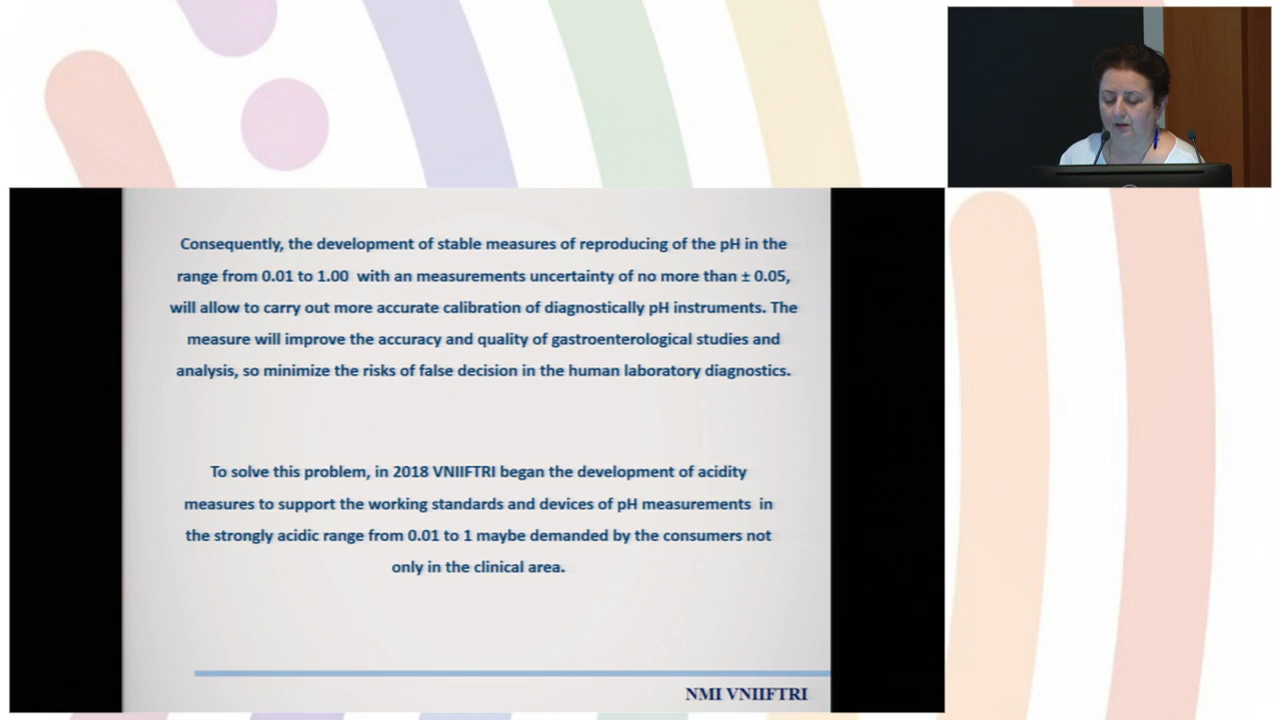 Consequently, the development of stable measures of reproducing of the pH in the
range from 0.01 to 1.00 with an measurements uncertainty of no more than ± 0.05,
will allow to carry out more accurate calibration of diagnostically pH instruments. The
measure will improve the accuracy and quality of gastroenterological studies and
analysis, so minimize the risks of false decision in the human laboratory diagnostics.
To solve this problem, in 2018 VNIIFTRI began the development of acidity
measures to support the working standards and devices of pH measurements in
the strongly acidic range from 0.01 to 1 maybe demanded by the consumers not
only in the clinical area.
NMI VNIIFTRI